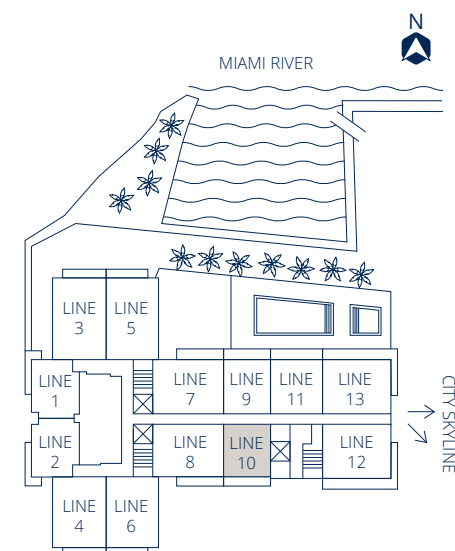 N
MIAMI RIVER
LINE
3
LINE
5
LINE
1
LINE
7
LINE
9
LINE
11
LINE
13
CITY SKYLINE
LINE
2
LINE
8
LINE
10
LINE
12
LINE
4
LINE
6